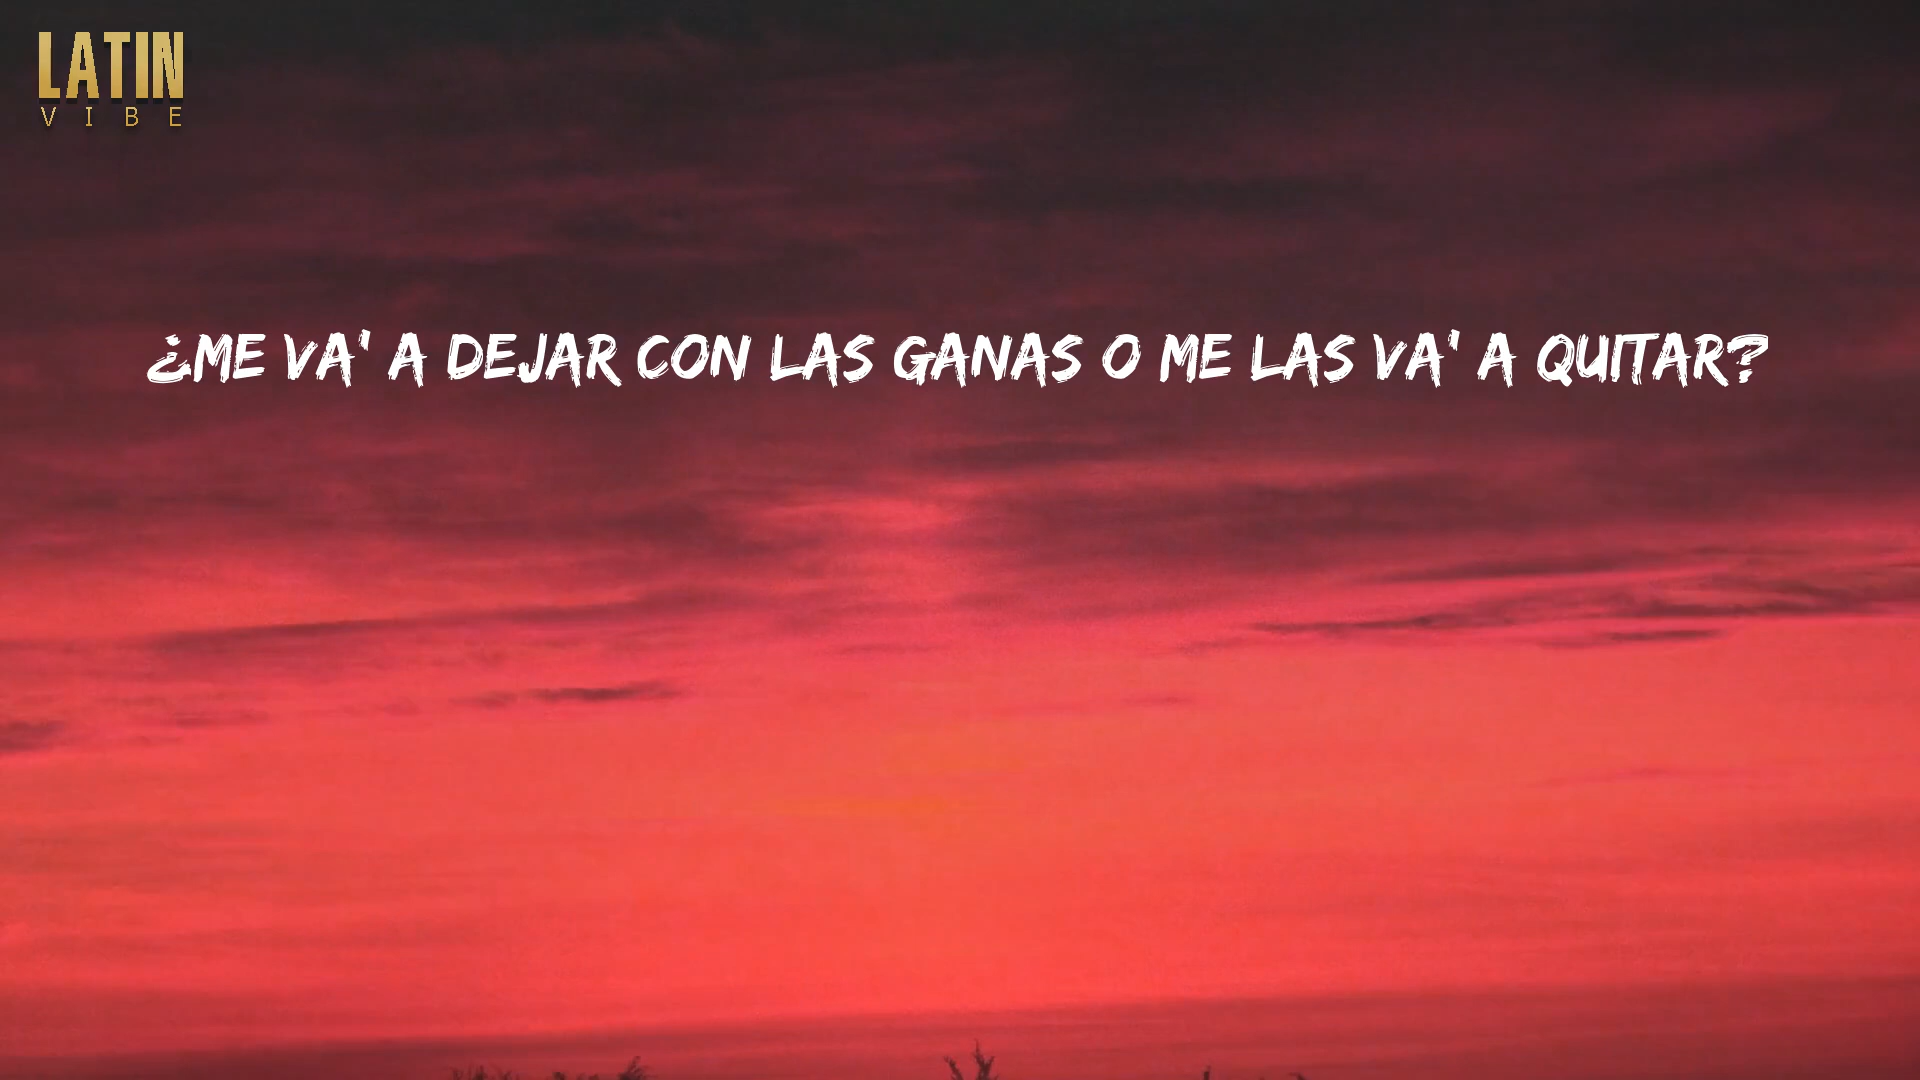 LATIN
VIBE
¿ME VA' A DEJAR CON LAS GANAS O ME LAS VA' A QUITAR?